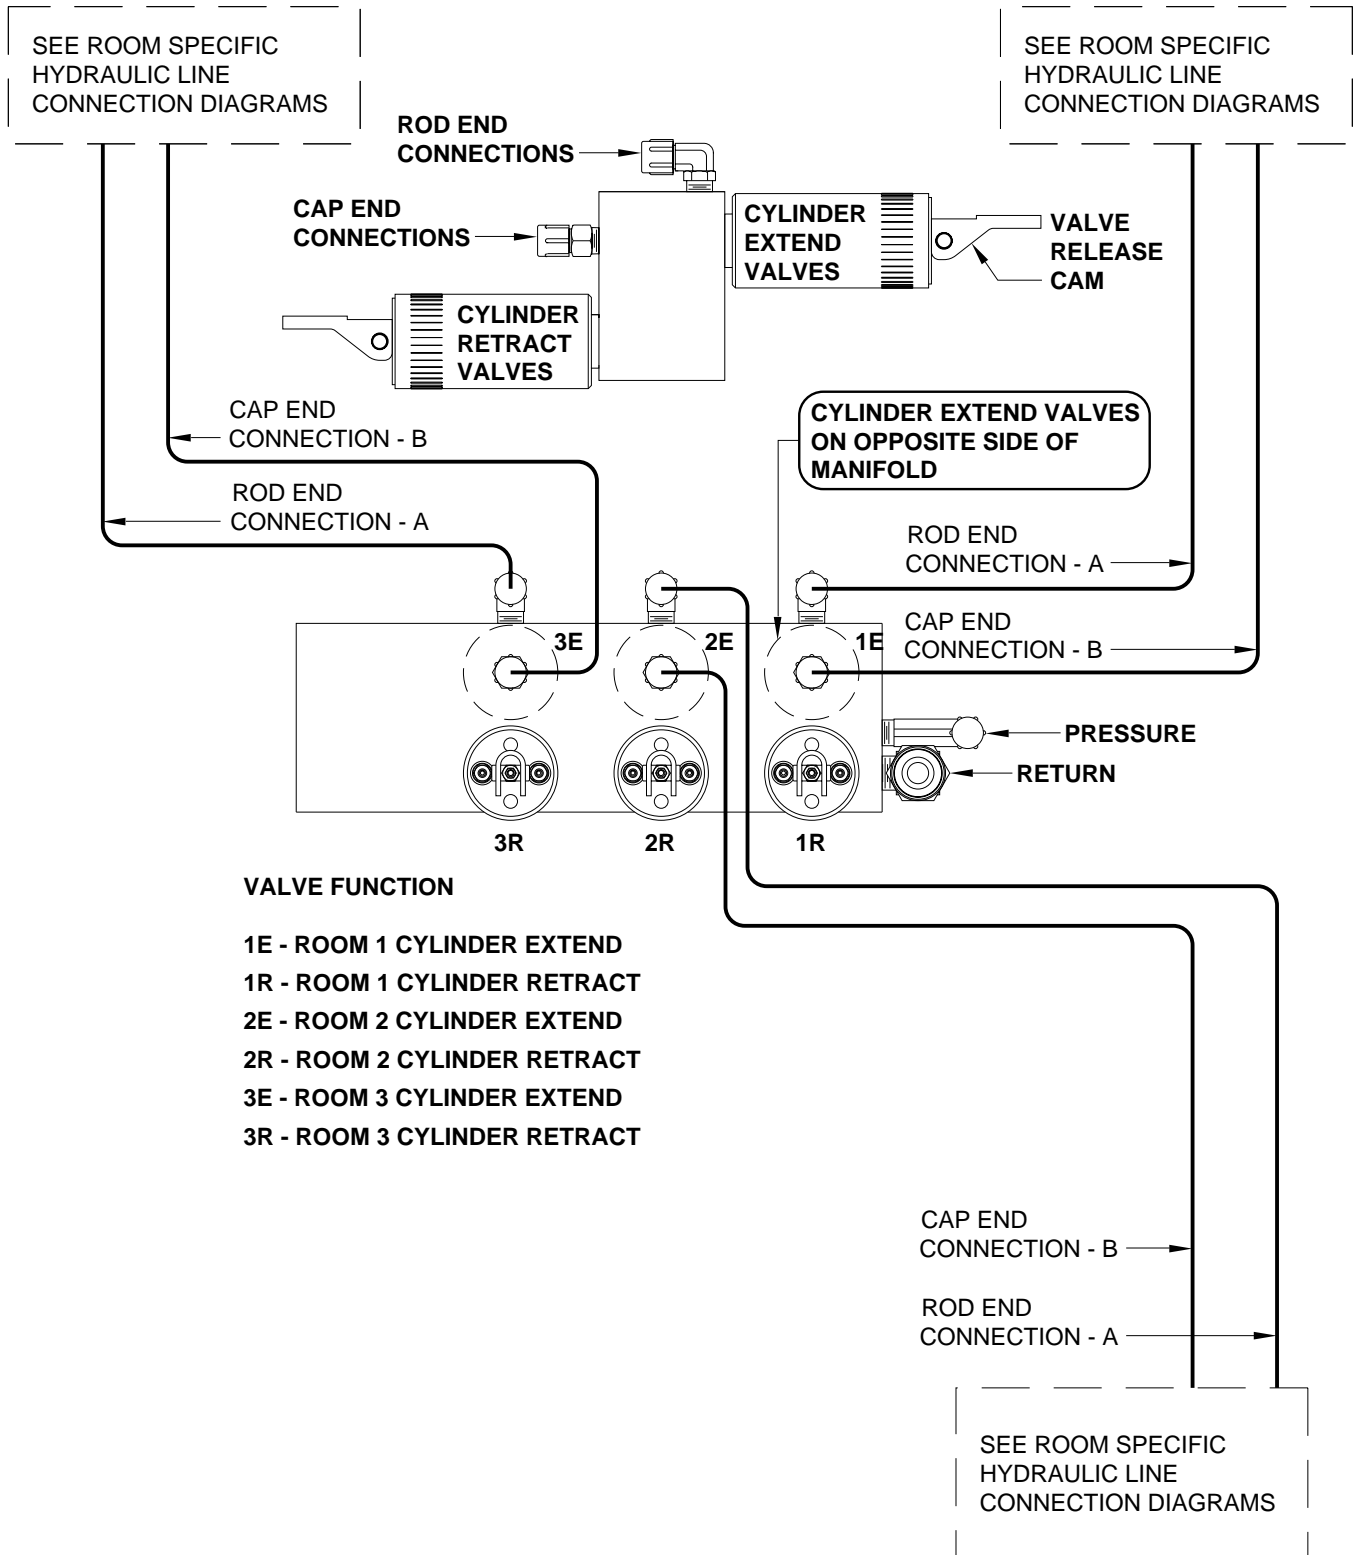 SEE ROOM SPECIFIC
HYDRAULIC LINE
CONNECTION DIAGRAMS
SEE ROOM SPECIFIC
HYDRAULIC LINE
CONNECTION DIAGRAMS
ROD END
CONNECTIONS
CAP END
CONNECTIONS
CYLINDER
EXTEND
VALVES
VALVE
RELEASE
CAM
CYLINDER
RETRACT
VALVES
CAP END
CONNECTION - B
CYLINDER EXTEND VALVES
ON OPPOSITE SIDE OF
MANIFOLD
ROD END
CONNECTION - A
ROD END
CONNECTION - A
CAP END
CONNECTION - B
3E
2E
1E
PRESSURE
RETURN
3R
2R
1R
VALVE FUNCTION
1E - ROOM 1 CYLINDER EXTEND
1R - ROOM 1 CYLINDER RETRACT
2E - ROOM 2 CYLINDER EXTEND
2R - ROOM 2 CYLINDER RETRACT
3E - ROOM 3 CYLINDER EXTEND
3R - ROOM 3 CYLINDER RETRACT
CAP END
CONNECTION - B
ROD END
CONNECTION - A
SEE ROOM SPECIFIC
HYDRAULIC LINE
CONNECTION DIAGRAMS